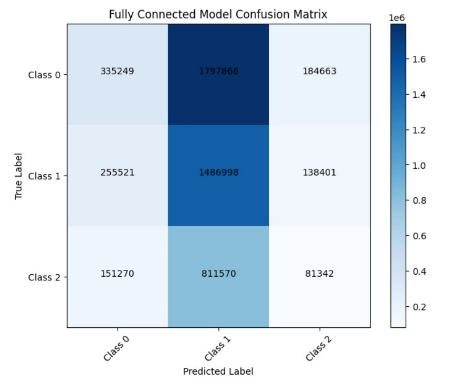 Fully Connected Model Confusion Matrix
1e6
Class 0 335249 1797866 184663
Class 1 255521 1486998 138401
Class 2 151270 811570 81342
1.6
1.4
1.2
1.0
0.8
0.6
0.4
0.2
True Label
Class 0 Class 1 Class 2
Predicted Label